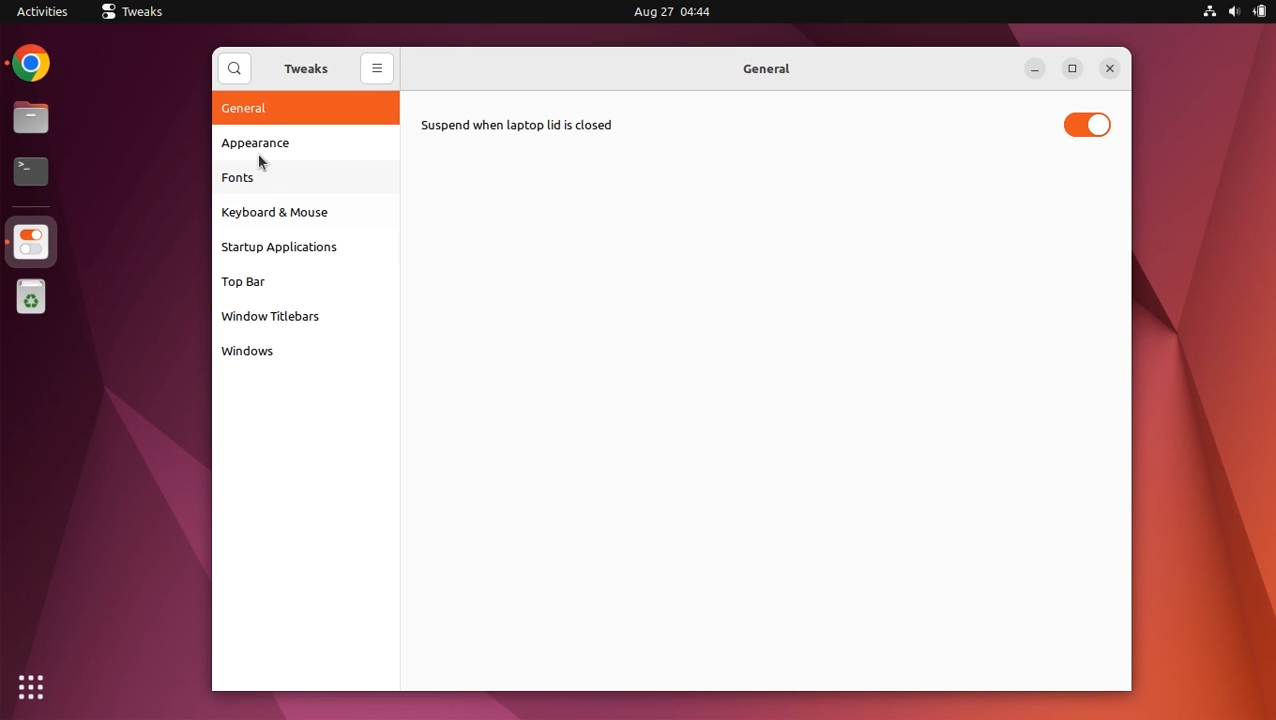 Activities
Tweaks
Aug 27 04:44
Tweaks
General
General
Suspend when laptop lid is closed
Appearance
Fonts
Keyboard & Mouse
Startup Applications
Top Bar
Window Titlebars
Windows